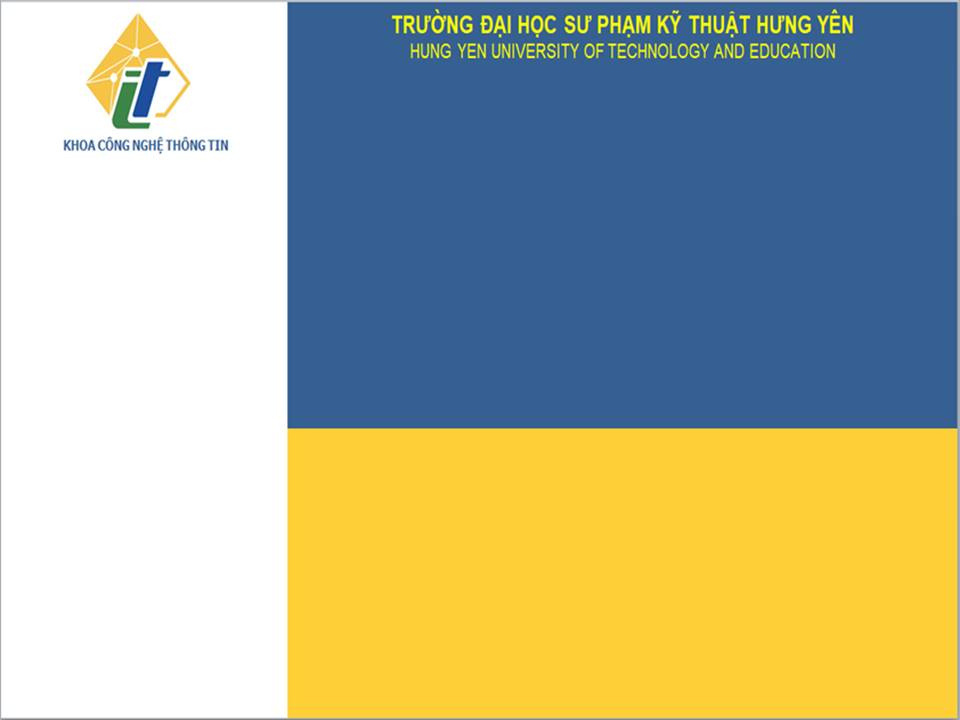 it
KHOA CÔNG NGHỆ THÔNG TIN
TRƯỜNG ĐẠI HỌC SƯ PHẠM KỸ THUẬT HƯNG YÊN
HUNG YEN UNIVERSITY OF TECHNOLOGY AND EDUCATION